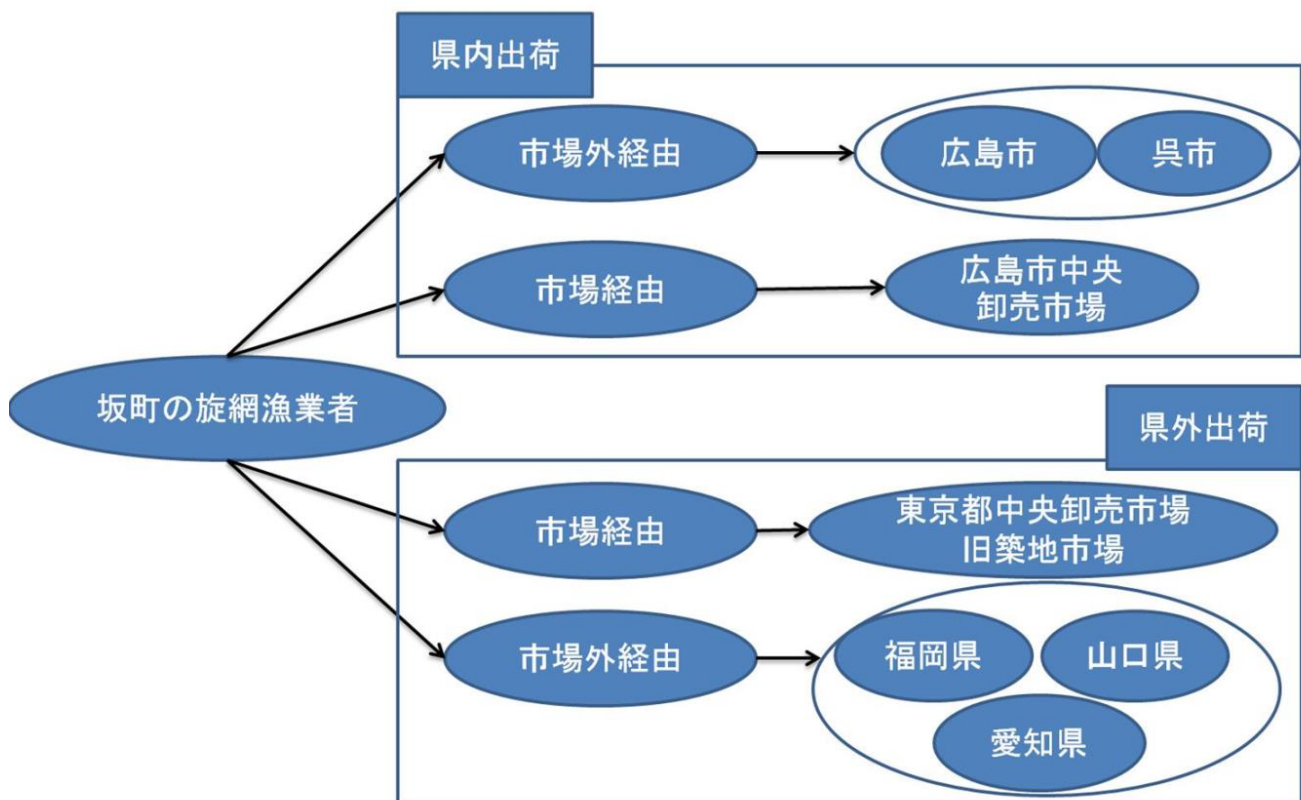 県内出荷
市場外経由
広島市
呉市
市場経由
広島市中央
卸売市場
坂町の旋網漁業者
県外出荷
市場経由
東京都中央卸売市場
旧築地市場
市場外経由
福岡県
山口県
愛知県